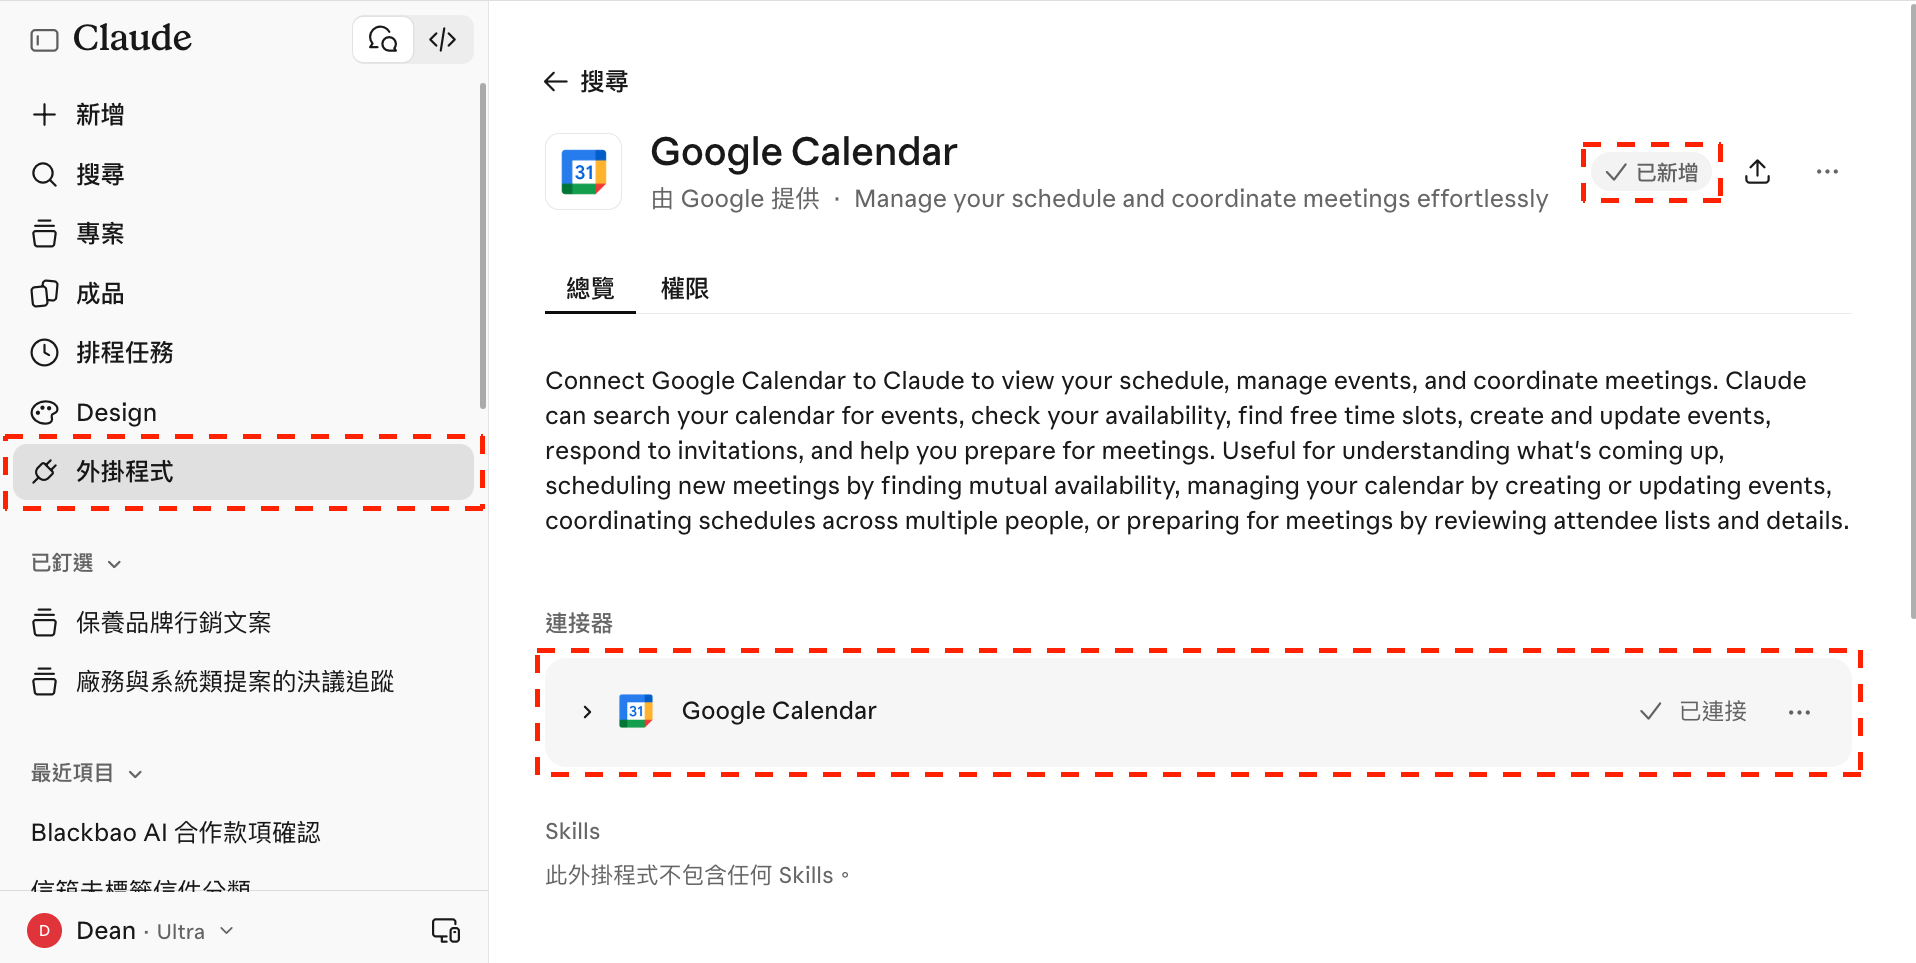 Claude
新增
搜尋
專案
成品
排程任務
Design
外掛程式
已釘選
保養品牌行銷文案
廠務與系統類提案的決議追蹤
最近項目
Blackbao AI 合作款項確認
信箱未標籤信件分類
D
Dean · Ultra
搜尋
31
Google Calendar
由 Google 提供 · Manage your schedule and coordinate meetings effortlessly
已新增
總覽
權限
Connect Google Calendar to Claude to view your schedule, manage events, and coordinate meetings. Claude
can search your calendar for events, check your availability, find free time slots, create and update events,
respond to invitations, and help you prepare for meetings. Useful for understanding what's coming up,
scheduling new meetings by finding mutual availability, managing your calendar by creating or updating events,
coordinating schedules across multiple people, or preparing for meetings by reviewing attendee lists and details.
連接器
31
Google Calendar
已連接
Skills
此外掛程式不包含任何 Skills。